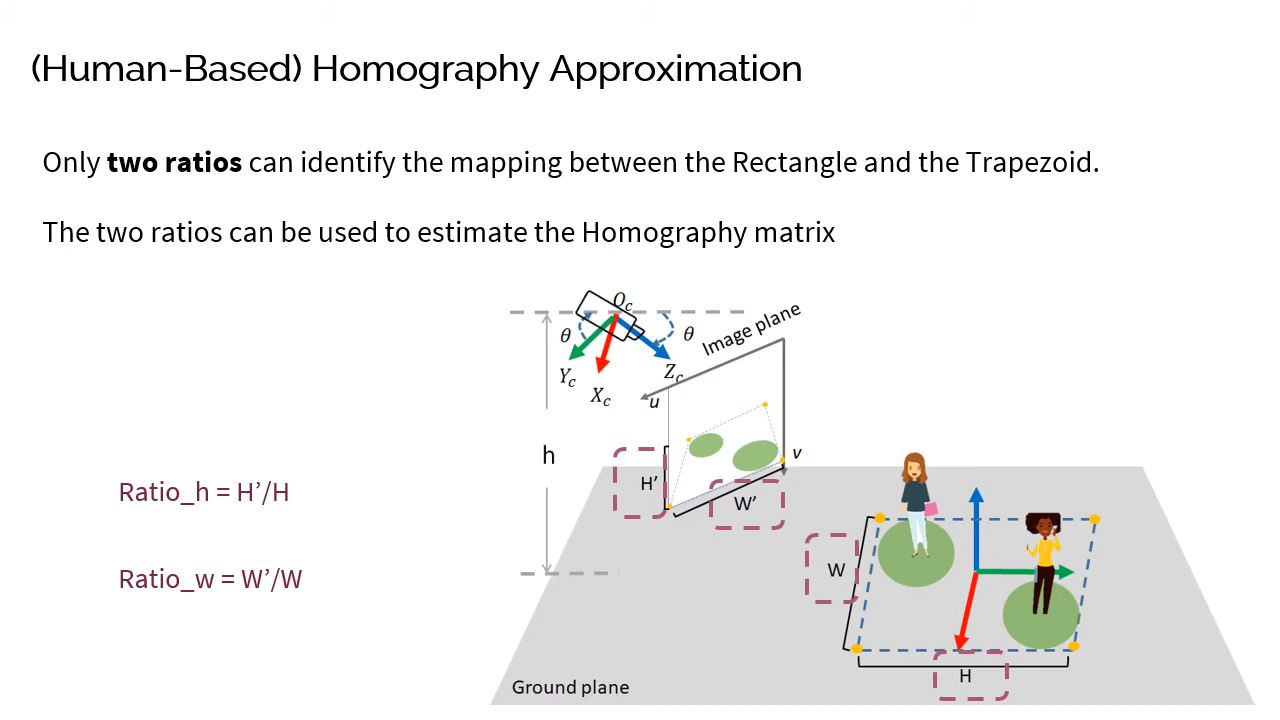 (Human-Based) Homography Approximation
Only two ratios can identify the mapping between the Rectangle and the Trapezoid.
The two ratios can be used to estimate the Homography matrix
O_c
θ
θ
Image plane
Y_c
X_c
Z_c
u
v
h
H’
W’
Ratio_h = H’/H
Ratio_w = W’/W
W
H
Ground plane